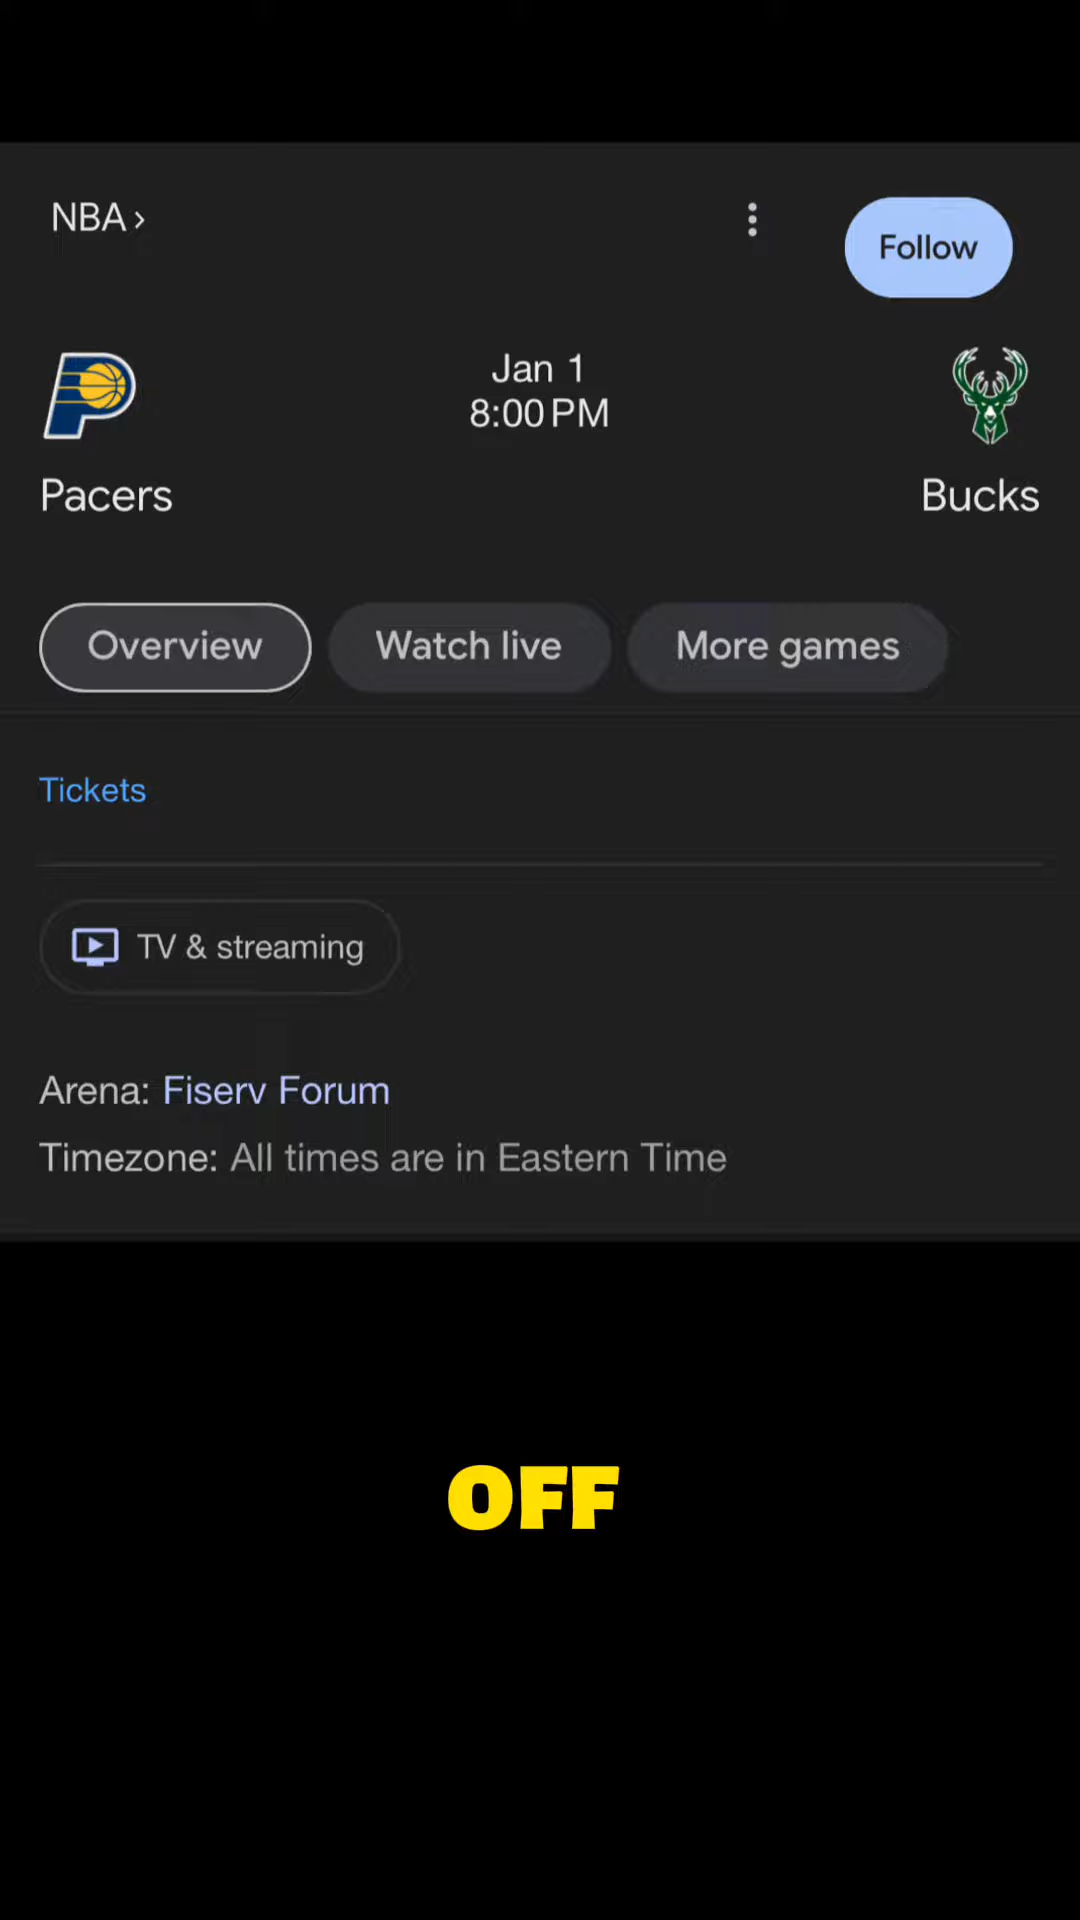 NBA ›
Follow
Jan 1
8:00 PM
Pacers
Bucks
Overview
Watch live
More games
Tickets
TV & streaming
Arena: Fiserv Forum
Timezone: All times are in Eastern Time
OFF